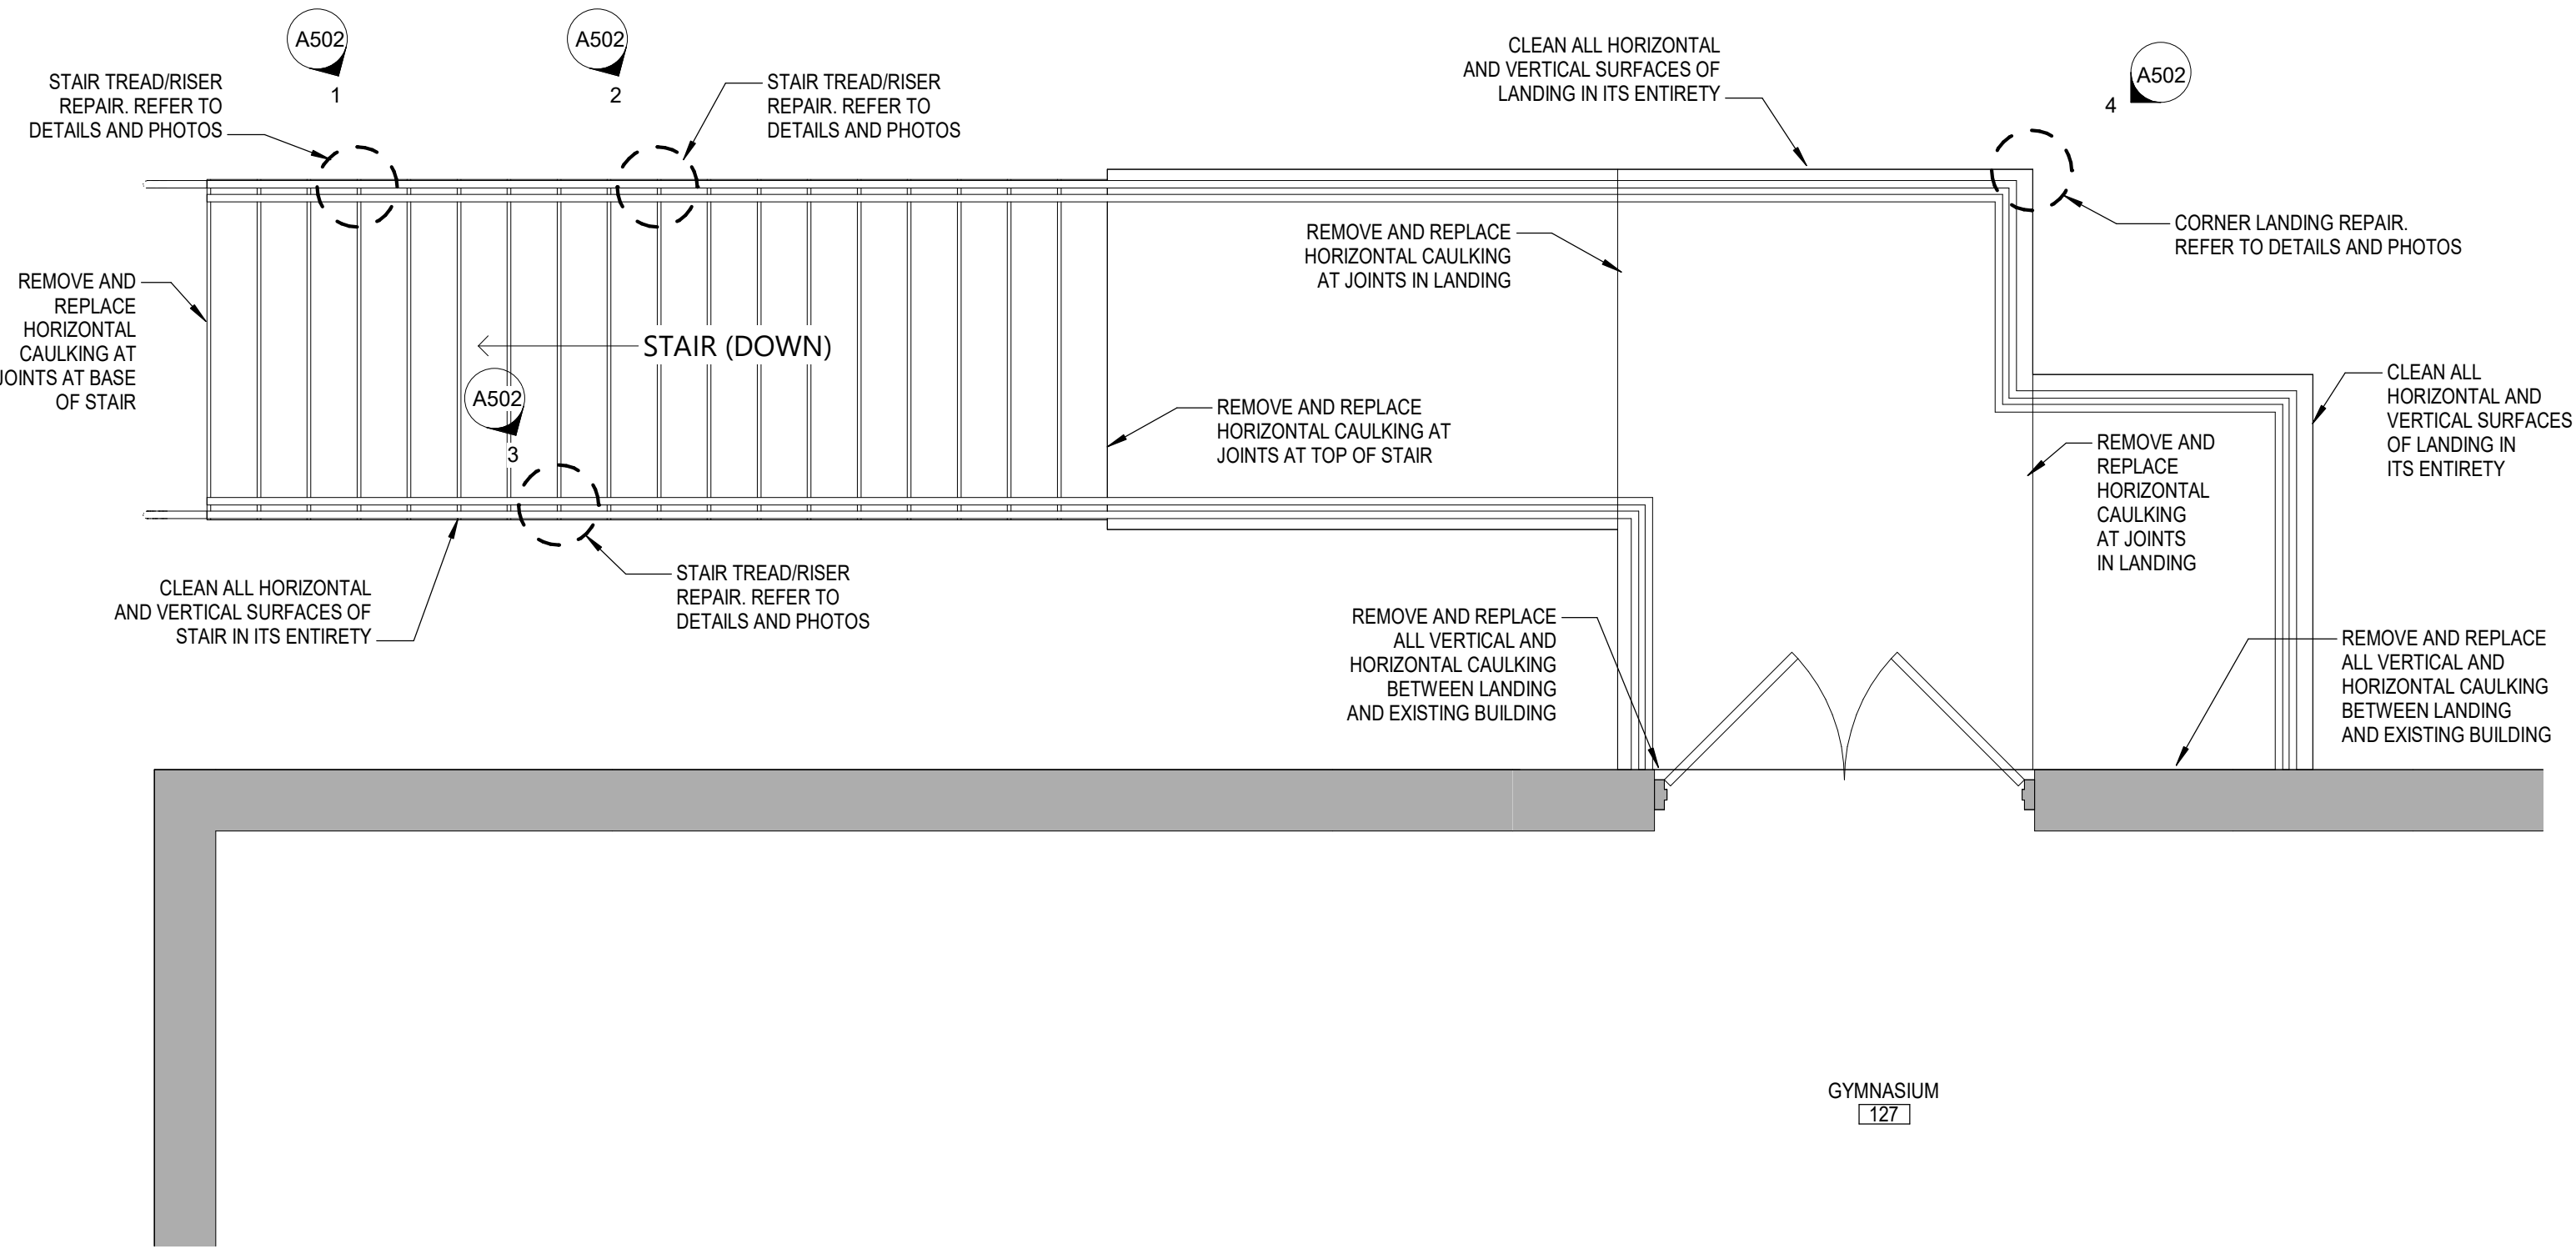 A502
1
A502
2
STAIR TREAD/RISER
REPAIR. REFER TO
DETAILS AND PHOTOS
STAIR TREAD/RISER
REPAIR. REFER TO
DETAILS AND PHOTOS
CLEAN ALL HORIZONTAL
AND VERTICAL SURFACES OF
LANDING IN ITS ENTIRETY
A502
4
CORNER LANDING REPAIR.
REFER TO DETAILS AND PHOTOS
REMOVE AND REPLACE
HORIZONTAL CAULKING
AT JOINTS IN LANDING
REMOVE AND
REPLACE
HORIZONTAL
CAULKING AT
JOINTS AT BASE
OF STAIR
STAIR (DOWN)
A502
3
REMOVE AND REPLACE
HORIZONTAL CAULKING AT
JOINTS AT TOP OF STAIR
CLEAN ALL
HORIZONTAL AND
VERTICAL SURFACES
OF LANDING IN
ITS ENTIRETY
REMOVE AND
REPLACE
HORIZONTAL
CAULKING
AT JOINTS
IN LANDING
CLEAN ALL HORIZONTAL
AND VERTICAL SURFACES OF
STAIR IN ITS ENTIRETY
STAIR TREAD/RISER
REPAIR. REFER TO
DETAILS AND PHOTOS
REMOVE AND REPLACE
ALL VERTICAL AND
HORIZONTAL CAULKING
BETWEEN LANDING
AND EXISTING BUILDING
REMOVE AND REPLACE
ALL VERTICAL AND
HORIZONTAL CAULKING
BETWEEN LANDING
AND EXISTING BUILDING
GYMNASIUM
127